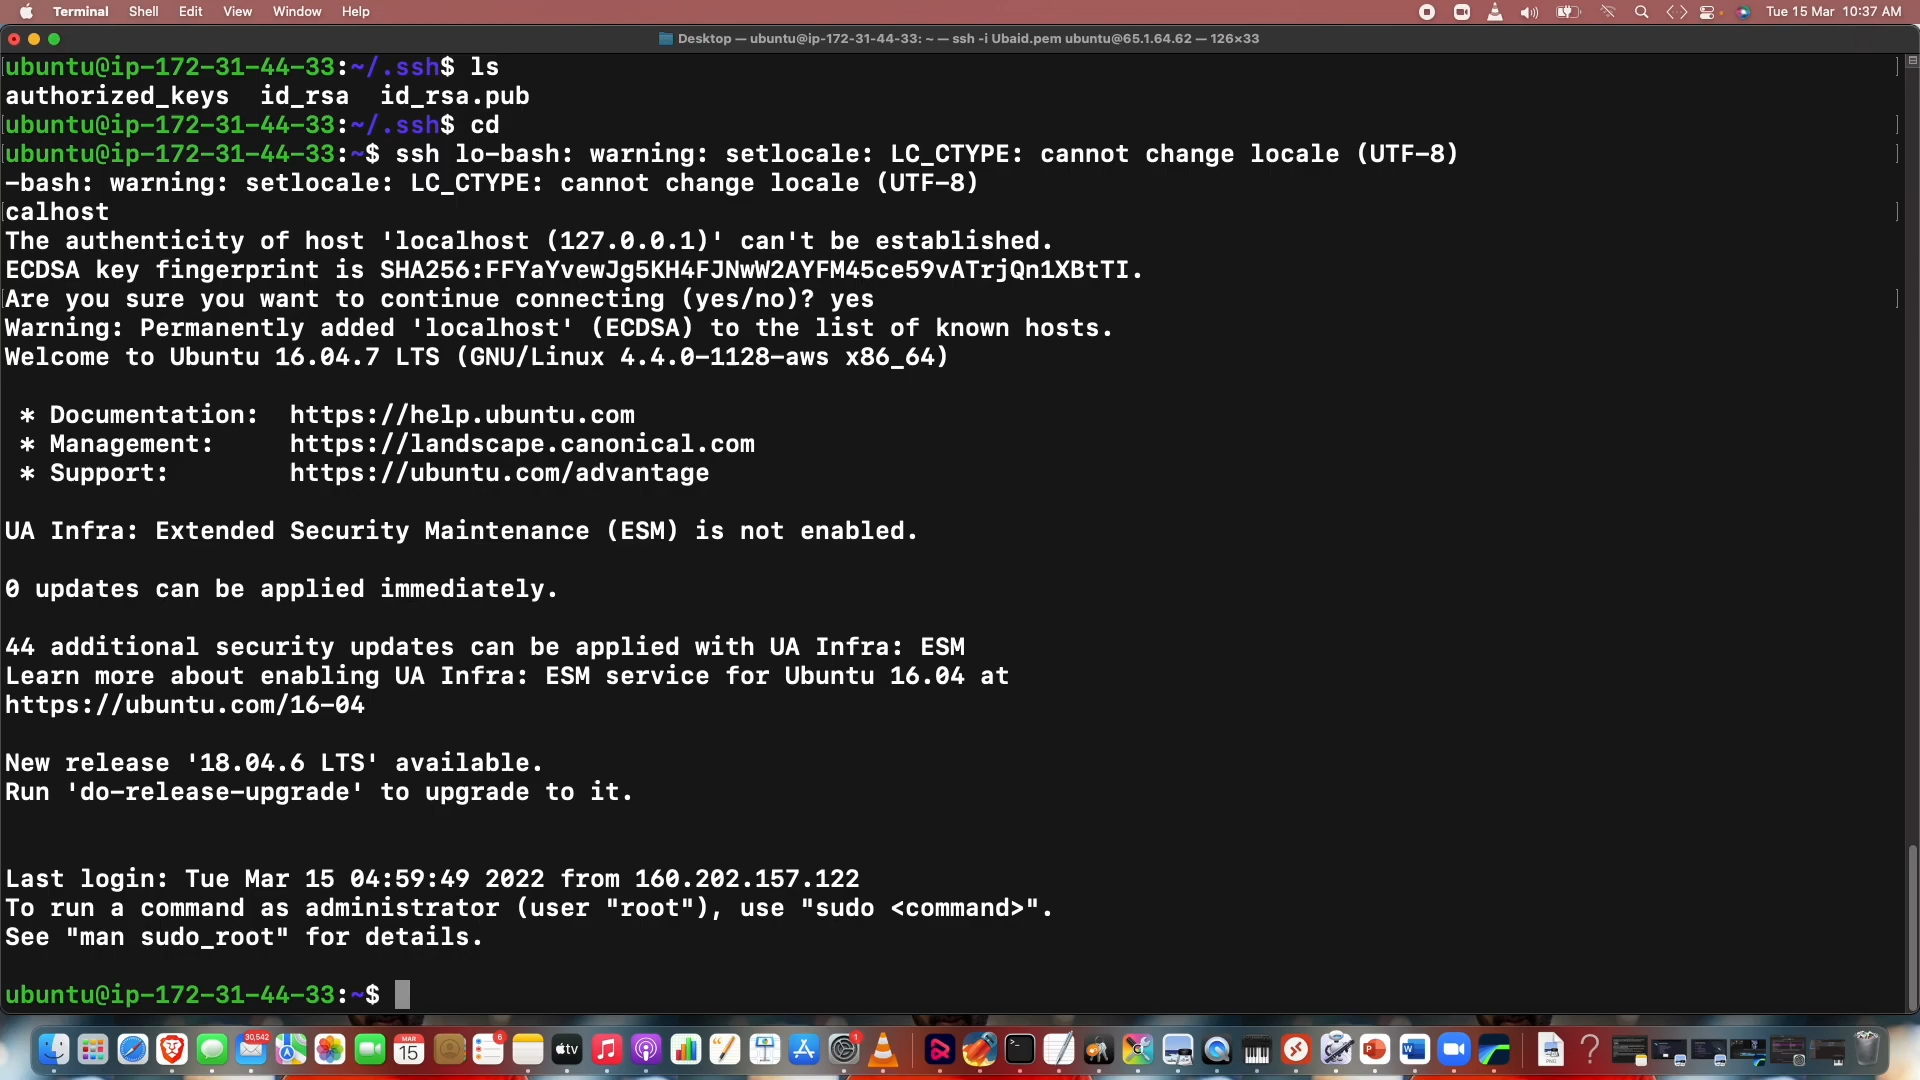 Terminal Shell Edit View Window Help Tue 15 Mar 10:37 AM
Desktop — ubuntu@ip-172-31-44-33: ~ — ssh -i Ubaid.pem ubuntu@65.1.64.62 — 126×33
ubuntu@ip-172-31-44-33:~/.ssh$ ls
authorized_keys  id_rsa  id_rsa.pub
ubuntu@ip-172-31-44-33:~/.ssh$ cd
ubuntu@ip-172-31-44-33:~$ ssh lo-bash: warning: setlocale: LC_CTYPE: cannot change locale (UTF-8)
-bash: warning: setlocale: LC_CTYPE: cannot change locale (UTF-8)
calhost
The authenticity of host 'localhost (127.0.0.1)' can't be established.
ECDSA key fingerprint is SHA256:FFYaYvewJg5KH4FJNwW2AYFM45ce59vATrjQn1XBtTI.
Are you sure you want to continue connecting (yes/no)? yes
Warning: Permanently added 'localhost' (ECDSA) to the list of known hosts.
Welcome to Ubuntu 16.04.7 LTS (GNU/Linux 4.4.0-1128-aws x86_64)
* Documentation:  https://help.ubuntu.com
* Management:     https://landscape.canonical.com
* Support:        https://ubuntu.com/advantage
UA Infra: Extended Security Maintenance (ESM) is not enabled.
0 updates can be applied immediately.
44 additional security updates can be applied with UA Infra: ESM
Learn more about enabling UA Infra: ESM service for Ubuntu 16.04 at
https://ubuntu.com/16-04
New release '18.04.6 LTS' available.
Run 'do-release-upgrade' to upgrade to it.
Last login: Tue Mar 15 04:59:49 2022 from 160.202.157.122
To run a command as administrator (user "root"), use "sudo <command>".
See "man sudo_root" for details.
ubuntu@ip-172-31-44-33:~$
30,542 MAR 15 6 tv 1